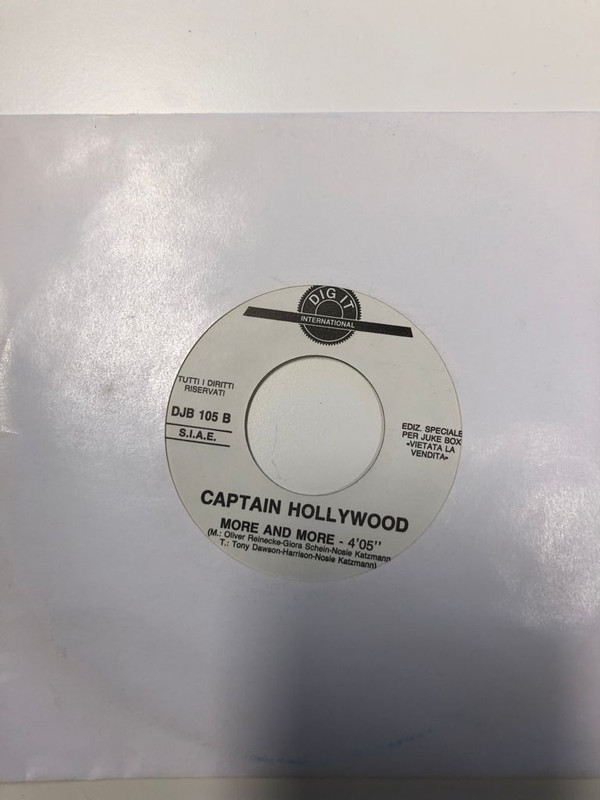 DIG IT
INTERNATIONAL
TUTTI I DIRITTI
RISERVATI
DJB 105 B
S.I.A.E.
EDIZ. SPECIALE
PER JUKE BOX
«VIETATA LA
VENDITA»
CAPTAIN HOLLYWOOD
MORE AND MORE - 4'05"
(M.: Oliver Reinecke-Giora Schein-Nosie Katzmann
T.: Tony Dawson-Harrison-Nosie Katzmann)